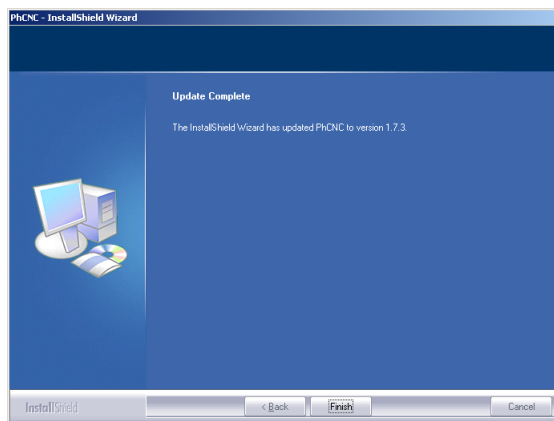 PhCNC - InstallShield Wizard
Update Complete
The InstallShield Wizard has updated PhCNC to version 1.7.3.
InstallShield
< Back
Finish
Cancel